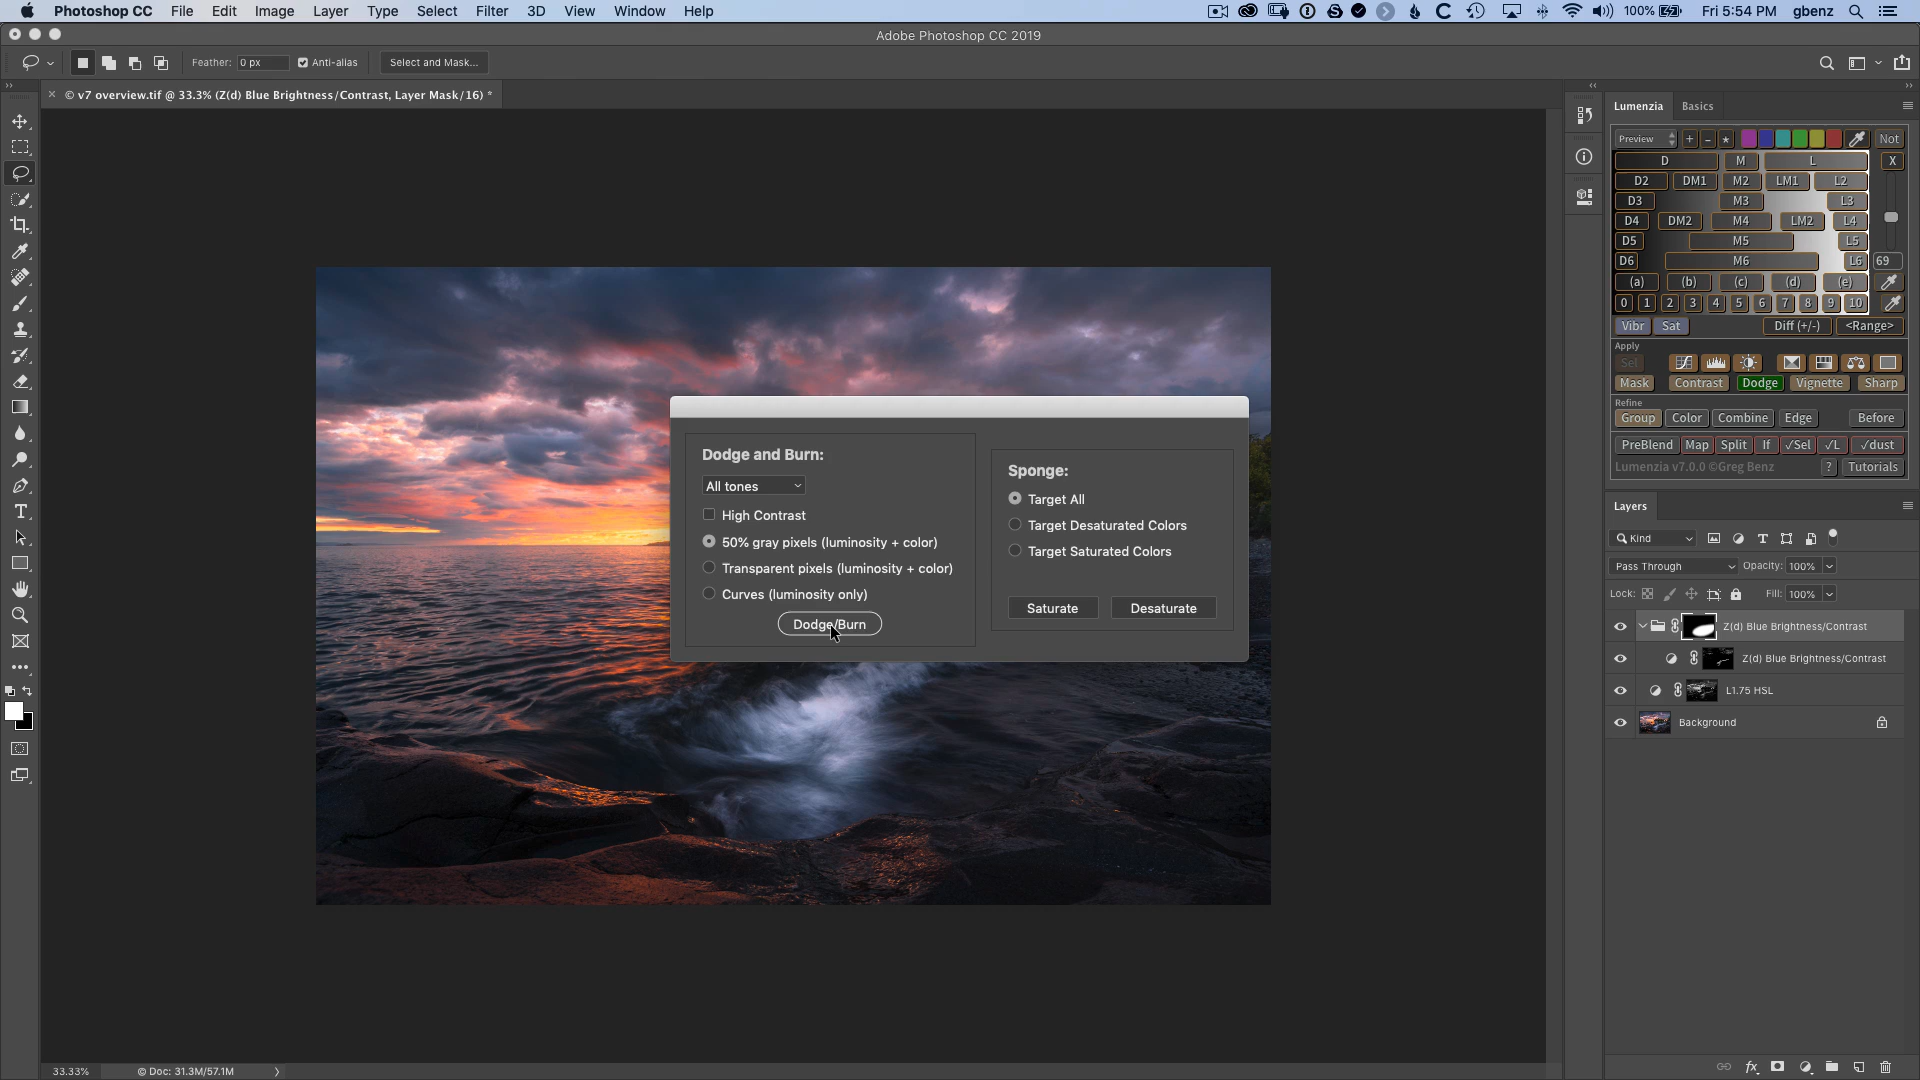 Photoshop CC File Edit Image Layer Type Select Filter 3D View Window Help 100% Fri 5:54 PM gbenz
Adobe Photoshop CC 2019
Feather: 0 px Anti-alias Select and Mask...
© v7 overview.tif @ 33.3% (Z(d) Blue Brightness/Contrast, Layer Mask/16) *
Lumenzia Basics
Preview + - * Not
D M L X
D2 DM1 M2 LM1 L2
D3 M3 L3
D4 DM2 M4 LM2 L4
D5 M5 L5
D6 M6 L6 69
(a) (b) (c) (d) (e)
0 1 2 3 4 5 6 7 8 9 10
Vibr Sat Diff (+/-) <Range>
Apply
Sel
Mask Contrast Dodge Vignette Sharp
Refine
Group Color Combine Edge Before
PreBlend Map Split If √Sel √L √dust
Lumenzia v7.0.0 ©Greg Benz ? Tutorials
Dodge and Burn:
All tones
High Contrast
50% gray pixels (luminosity + color)
Transparent pixels (luminosity + color)
Curves (luminosity only)
Dodge/Burn
Sponge:
Target All
Target Desaturated Colors
Target Saturated Colors
Saturate Desaturate
Layers
Kind
Pass Through Opacity: 100%
Lock: Fill: 100%
Z(d) Blue Brightness/Contrast
Z(d) Blue Brightness/Contrast
L1.75 HSL
Background
33.33% © Doc: 31.3M/57.1M